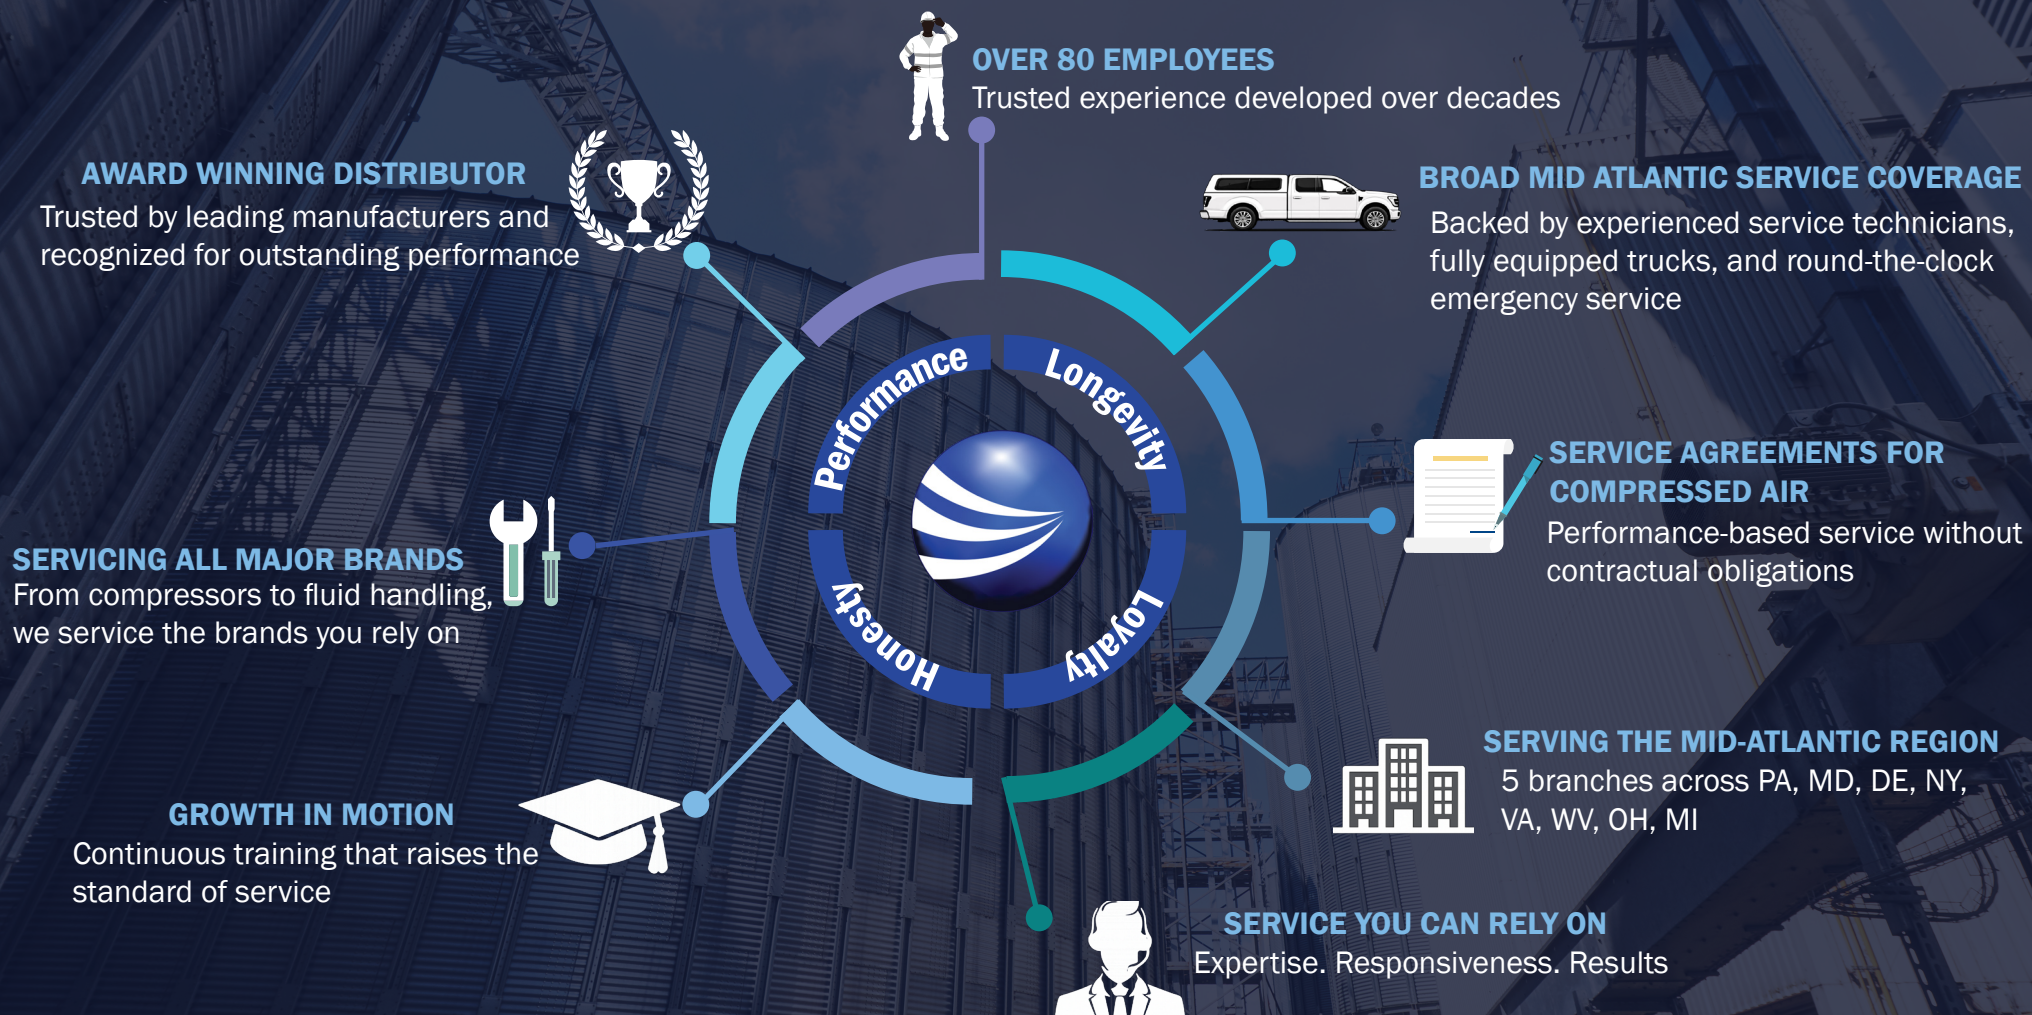 OVER 80 EMPLOYEES
Trusted experience developed over decades
AWARD WINNING DISTRIBUTOR
Trusted by leading manufacturers and
recognized for outstanding performance
BROAD MID ATLANTIC SERVICE COVERAGE
Backed by experienced service technicians,
fully equipped trucks, and round-the-clock
emergency service
Performance
Longevity
Honesty
Loyalty
SERVICE AGREEMENTS FOR
COMPRESSED AIR
Performance-based service without
contractual obligations
SERVICING ALL MAJOR BRANDS
From compressors to fluid handling,
we service the brands you rely on
SERVING THE MID-ATLANTIC REGION
5 branches across PA, MD, DE, NY,
VA, WV, OH, MI
GROWTH IN MOTION
Continuous training that raises the
standard of service
SERVICE YOU CAN RELY ON
Expertise. Responsiveness. Results